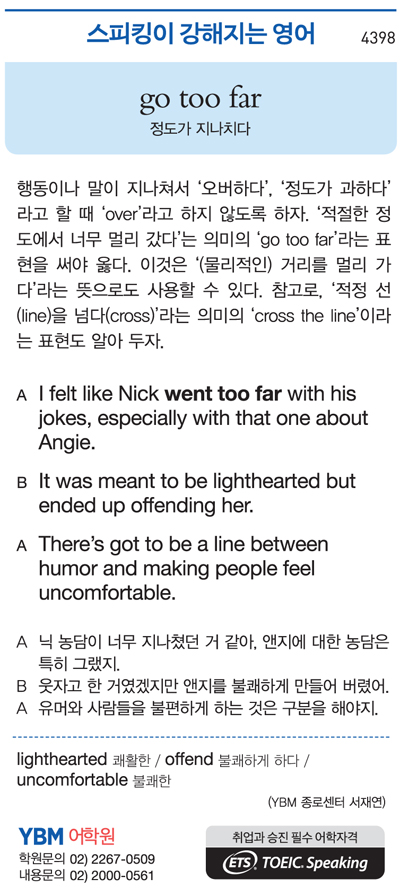 스피킹이 강해지는 영어 4398
go too far
정도가 지나치다
행동이나 말이 지나쳐서 ‘오버하다’, ‘정도가 과하다’
라고 할 때 ‘over’라고 하지 않도록 하자. ‘적절한 정
도에서 너무 멀리 갔다’는 의미의 ‘go too far’라는 표
현을 써야 옳다. 이것은 ‘(물리적인) 거리를 멀리 가
다’라는 뜻으로도 사용할 수 있다. 참고로, ‘적정 선
(line)을 넘다(cross)’라는 의미의 ‘cross the line’이라
는 표현도 알아 두자.
A I felt like Nick went too far with his
jokes, especially with that one about
Angie.
B It was meant to be lighthearted but
ended up offending her.
A There’s got to be a line between
humor and making people feel
uncomfortable.
A 닉 농담이 너무 지나쳤던 거 같아, 앤지에 대한 농담은
특히 그랬지.
B 웃자고 한 거였겠지만 앤지를 불쾌하게 만들어 버렸어.
A 유머와 사람들을 불편하게 하는 것은 구분을 해야지.
lighthearted 쾌활한 / offend 불쾌하게 하다 /
uncomfortable 불쾌한
(YBM 종로센터 서재연)
YBM 어학원
학원문의 02) 2267-0509
내용문의 02) 2000-0561
취업과 승진 필수 어학자격
ETS TOEIC. Speaking